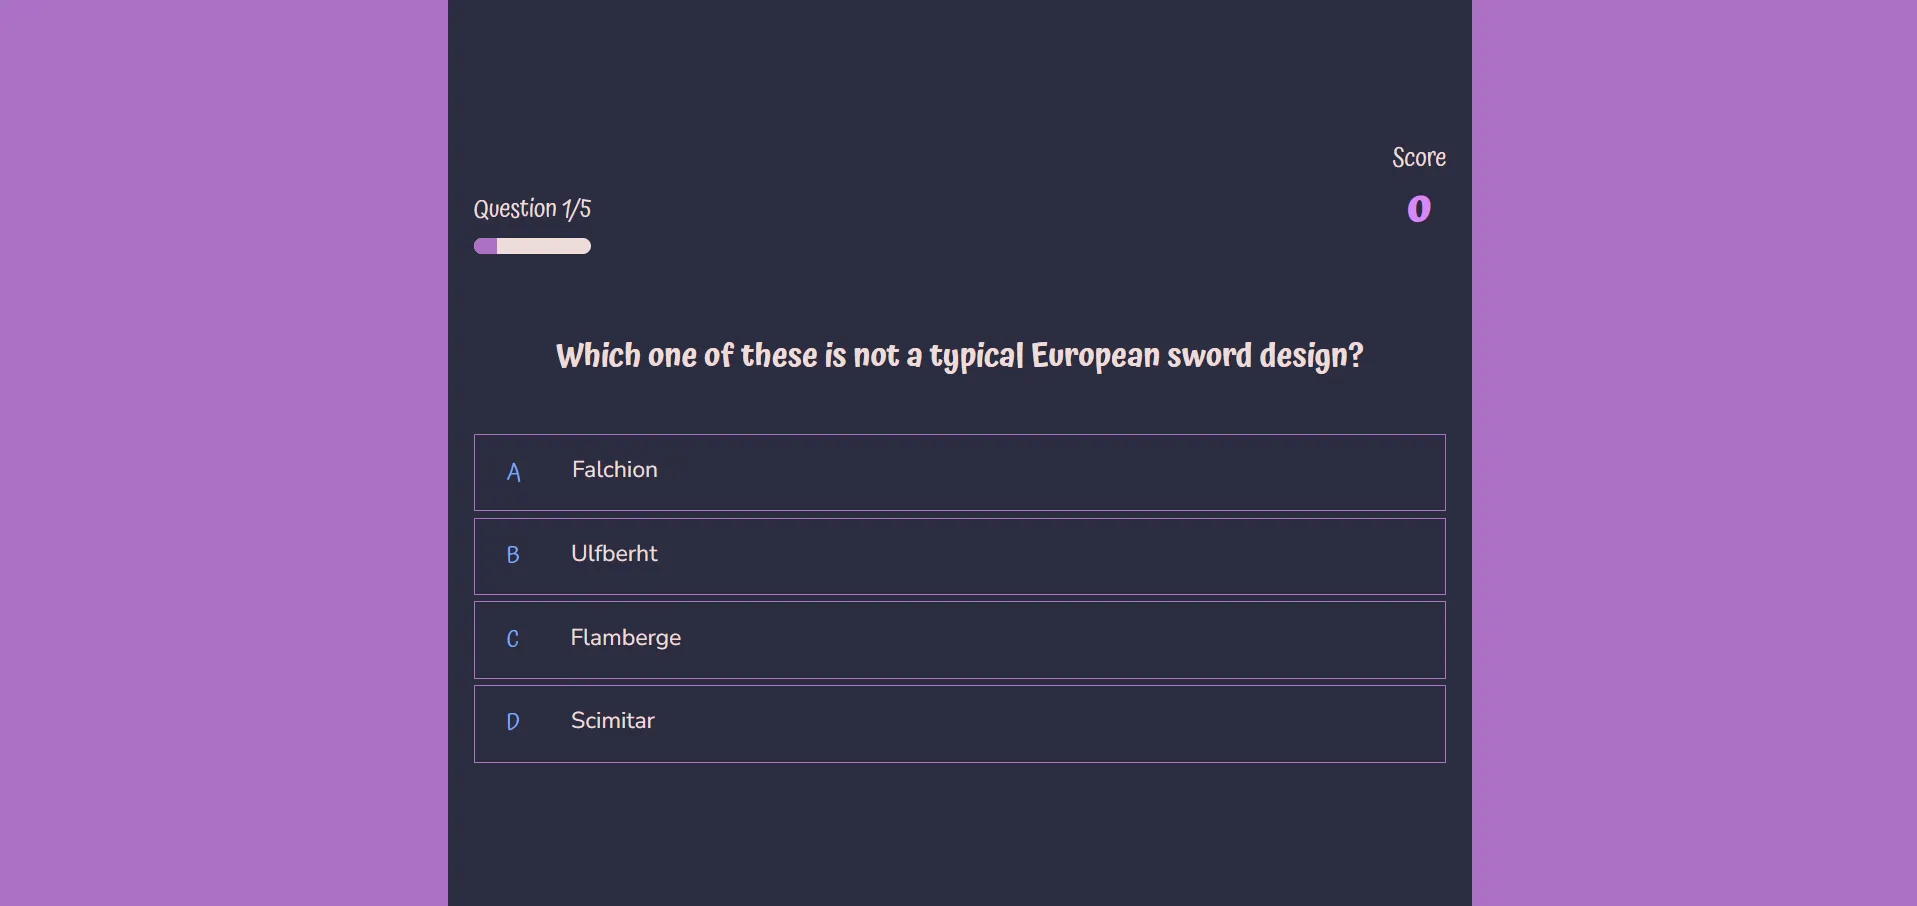 Score
Question 1/5
0
Which one of these is not a typical European sword design?
A Falchion
B Ulfberht
C Flamberge
D Scimitar